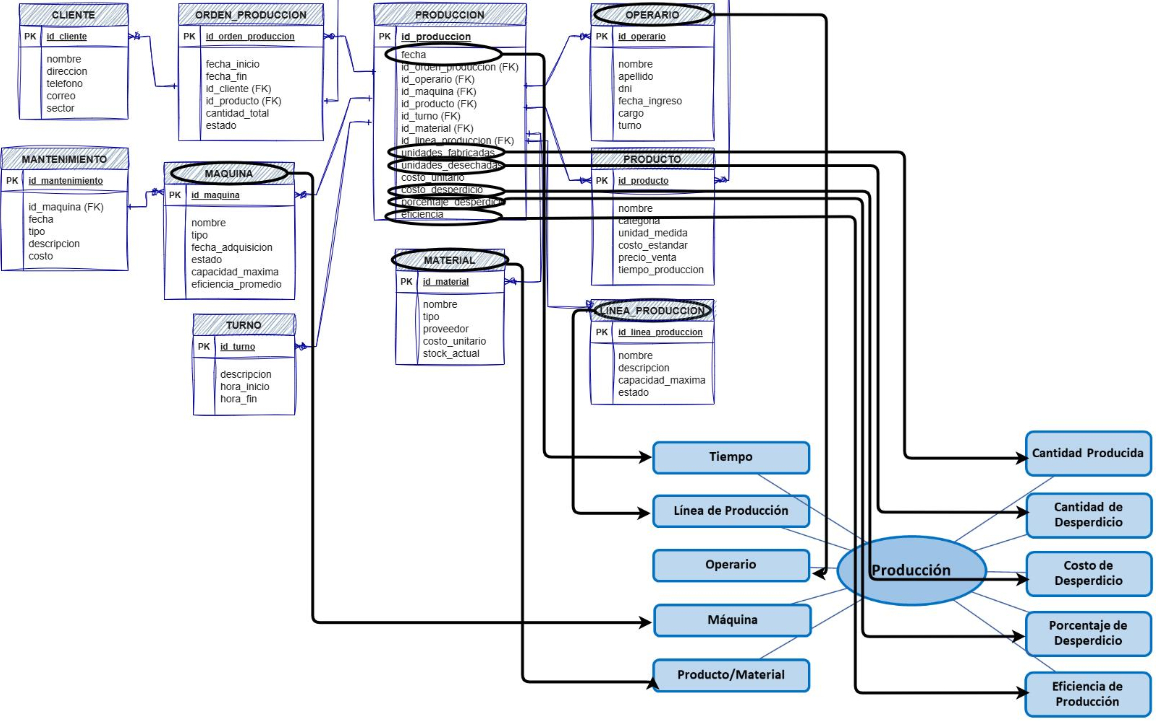 CLIENTE
PK id_cliente
nombre
direccion
telefono
correo
sector
ORDEN_PRODUCCION
PK id_orden_produccion
fecha_inicio
fecha_fin
id_cliente (FK)
id_producto (FK)
cantidad_total
estado
PRODUCCION
PK id_produccion
fecha
id_orden_produccion (FK)
id_operario (FK)
id_maquina (FK)
id_producto (FK)
id_turno (FK)
id_material (FK)
id_linea_produccion (FK)
unidades_fabricadas
unidades_desechadas
costo_unitario
costo_desperdicio
porcentaje_desperdicio
eficiencia
OPERARIO
PK id_operario
nombre
apellido
dni
fecha_ingreso
cargo
turno
MANTENIMIENTO
PK id_mantenimiento
id_maquina (FK)
fecha
tipo
descripcion
costo
MAQUINA
PK id_maquina
nombre
tipo
fecha_adquisicion
estado
capacidad_maxima
eficiencia_promedio
PRODUCTO
PK id_producto
nombre
categoria
unidad_medida
costo_estandar
precio_venta
tiempo_produccion
MATERIAL
PK id_material
nombre
tipo
proveedor
costo_unitario
stock_actual
LINEA_PRODUCCION
PK id_linea_produccion
nombre
descripcion
capacidad_maxima
estado
TURNO
PK id_turno
descripcion
hora_inicio
hora_fin
Tiempo
Línea de Producción
Operario
Máquina
Producto/Material
Producción
Cantidad Producida
Cantidad de
Desperdicio
Costo de
Desperdicio
Porcentaje de
Desperdicio
Eficiencia de
Producción